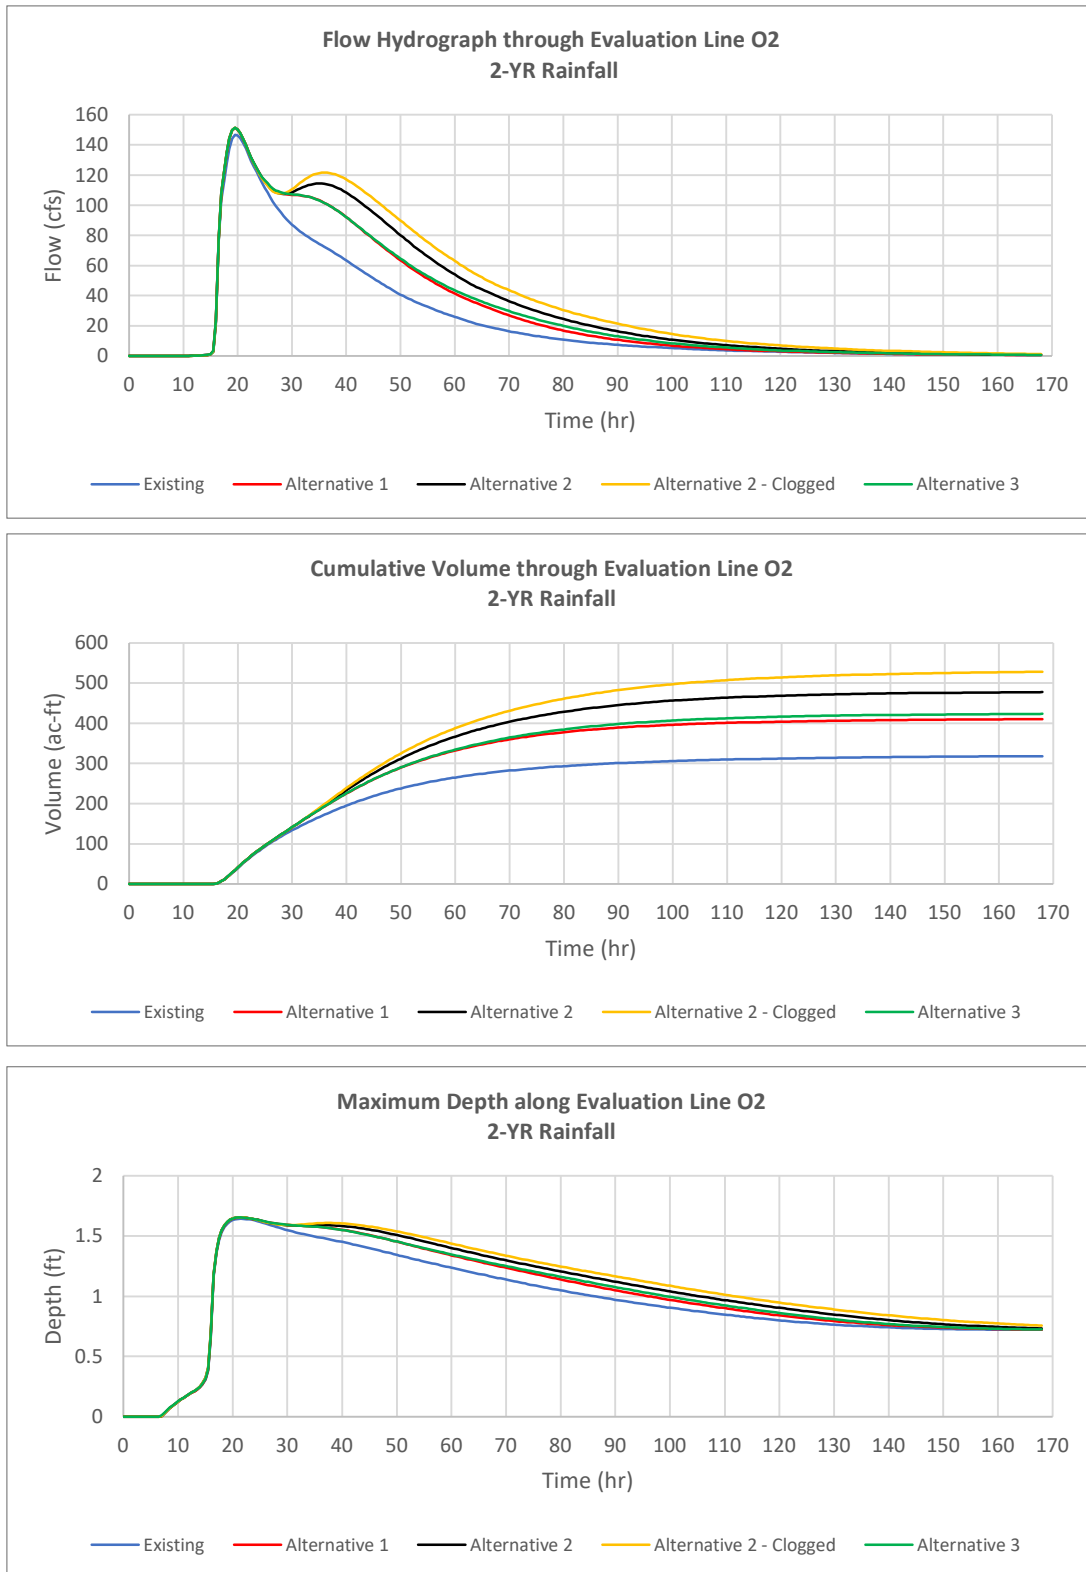 Flow Hydrograph through Evaluation Line O2
2-YR Rainfall
160
140
120
100
80
60
40
20
0
Flow (cfs)
0 10 20 30 40 50 60 70 80 90 100 110 120 130 140 150 160 170
Time (hr)
Existing Alternative 1 Alternative 2 Alternative 2 - Clogged Alternative 3
Cumulative Volume through Evaluation Line O2
2-YR Rainfall
600
500
400
300
200
100
0
Volume (ac-ft)
0 10 20 30 40 50 60 70 80 90 100 110 120 130 140 150 160 170
Time (hr)
Existing Alternative 1 Alternative 2 Alternative 2 - Clogged Alternative 3
Maximum Depth along Evaluation Line O2
2-YR Rainfall
2
1.5
1
0.5
0
Depth (ft)
0 10 20 30 40 50 60 70 80 90 100 110 120 130 140 150 160 170
Time (hr)
Existing Alternative 1 Alternative 2 Alternative 2 - Clogged Alternative 3